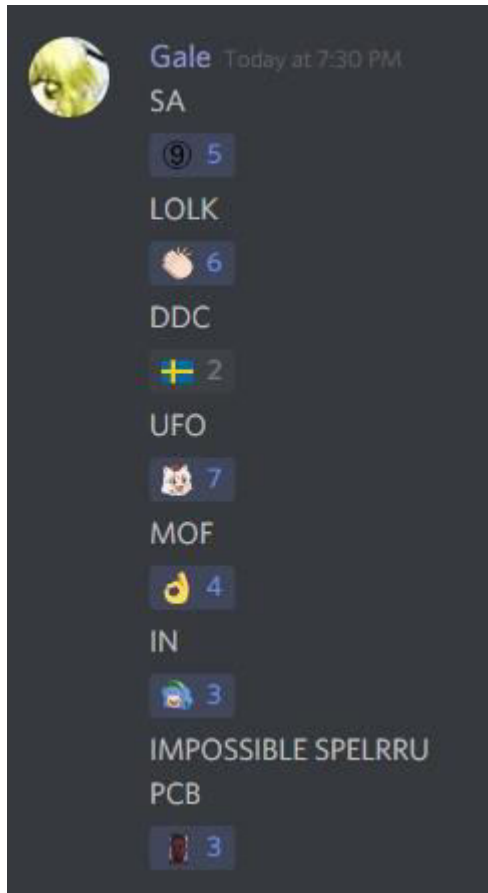 Gale Today at 7:30 PM
SA
⑨ 5
LOLK
6
DDC
2
UFO
7
MOF
4
IN
3
IMPOSSIBLE SPELRRU
PCB
3